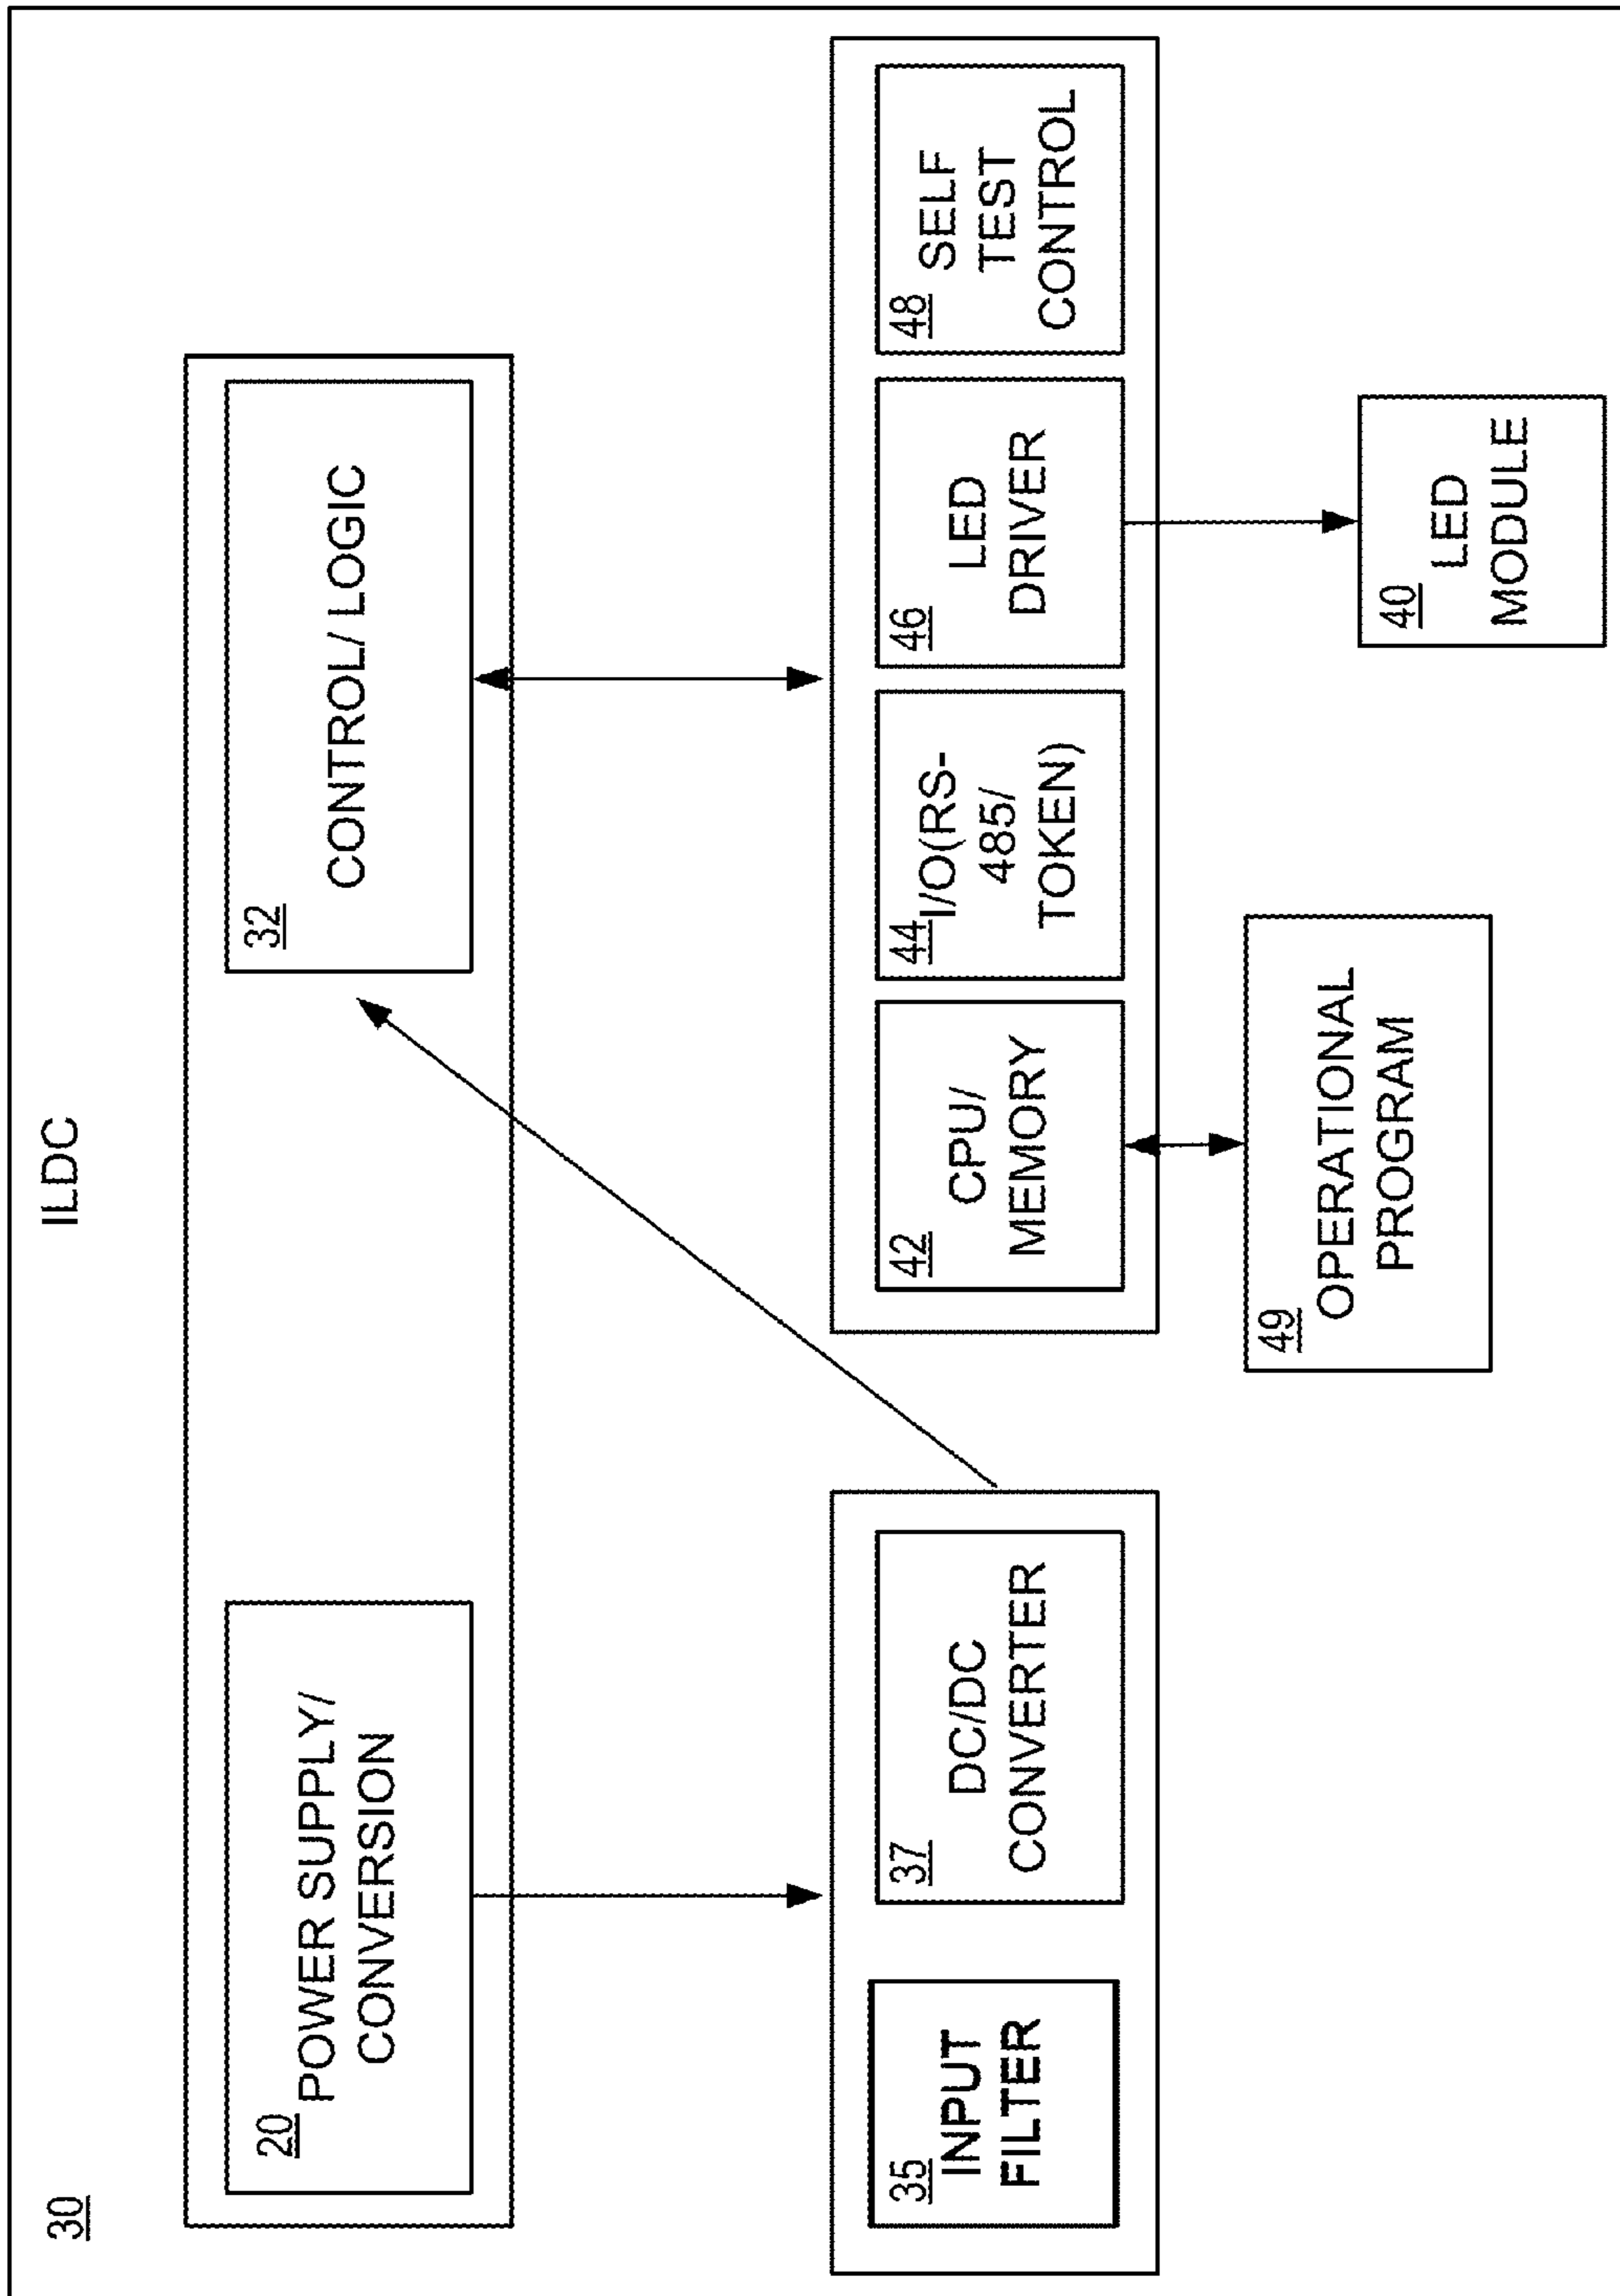 30
ILDC
20
POWER SUPPLY/
CONVERSION
32
CONTROL/ LOGIC
35
INPUT
FILTER
37
DC/DC
CONVERTER
42
CPU/
MEMORY
44
I/O(RS-
485/
TOKEN)
46
LED
DRIVER
48
SELF
TEST
CONTROL
49
OPERATIONAL
PROGRAM
40
LED
MODULE